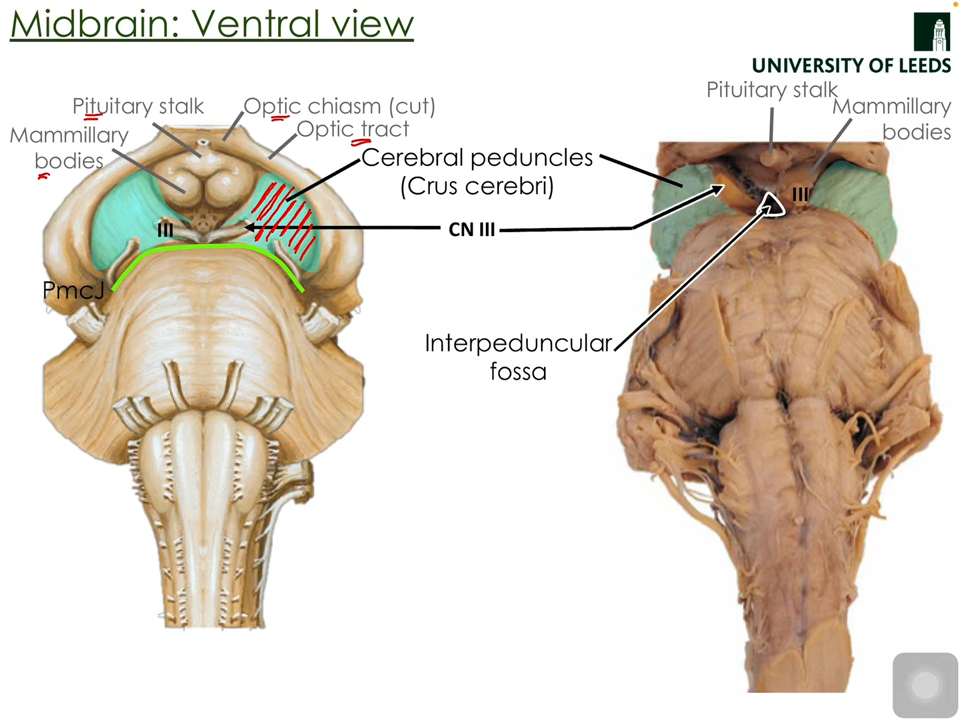 Midbrain: Ventral view
UNIVERSITY OF LEEDS
Pituitary stalk
Optic chiasm (cut)
Mammillary
bodies
Optic tract
Cerebral peduncles
(Crus cerebri)
Pituitary stalk
Mammillary
bodies
III
CN III
III
PmcJ
Interpeduncular
fossa